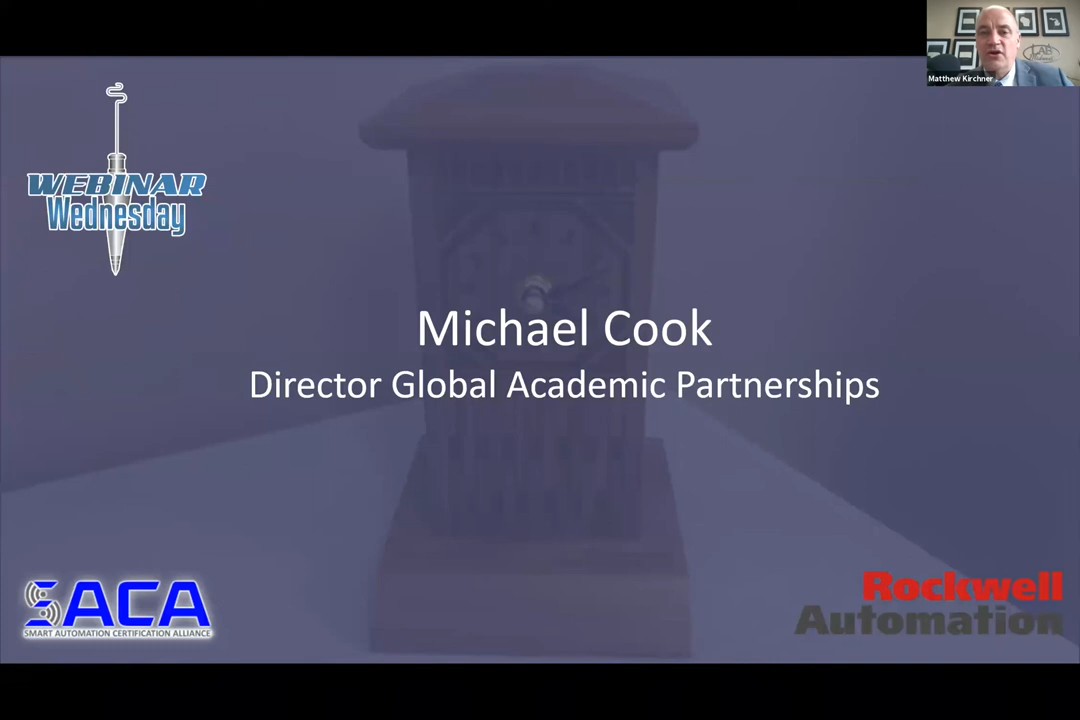 Matthew Kirchner
WEBINAR
Wednesday
Michael Cook
Director Global Academic Partnerships
SACA
SMART AUTOMATION CERTIFICATION ALLIANCE
Rockwell
Automation